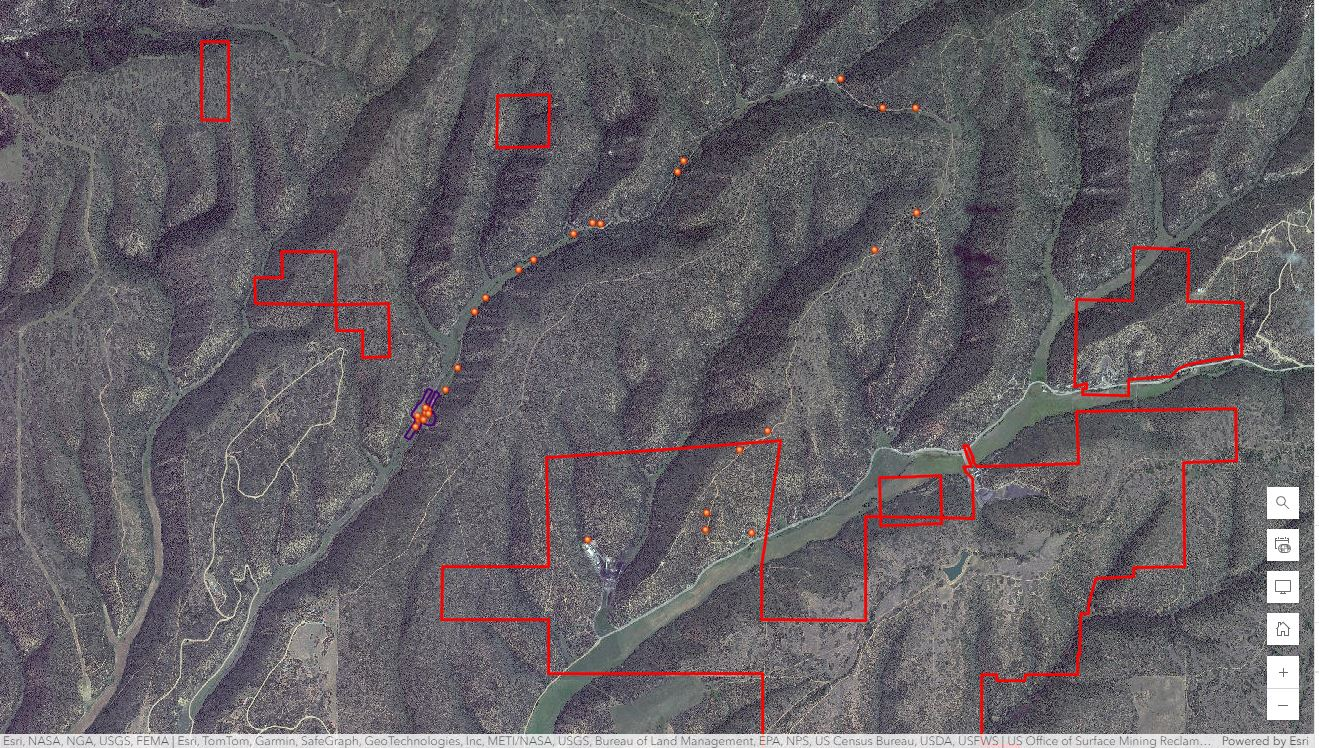 Esri, NASA, NGA, USGS, FEMA | Esri, TomTom, Garmin, SafeGraph, GeoTechnologies, Inc, METI/NASA, USGS, Bureau of Land Management, EPA, NPS, US Census Bureau, USDA, USFWS | US Office of Surface Mining Reclam... Powered by Esri